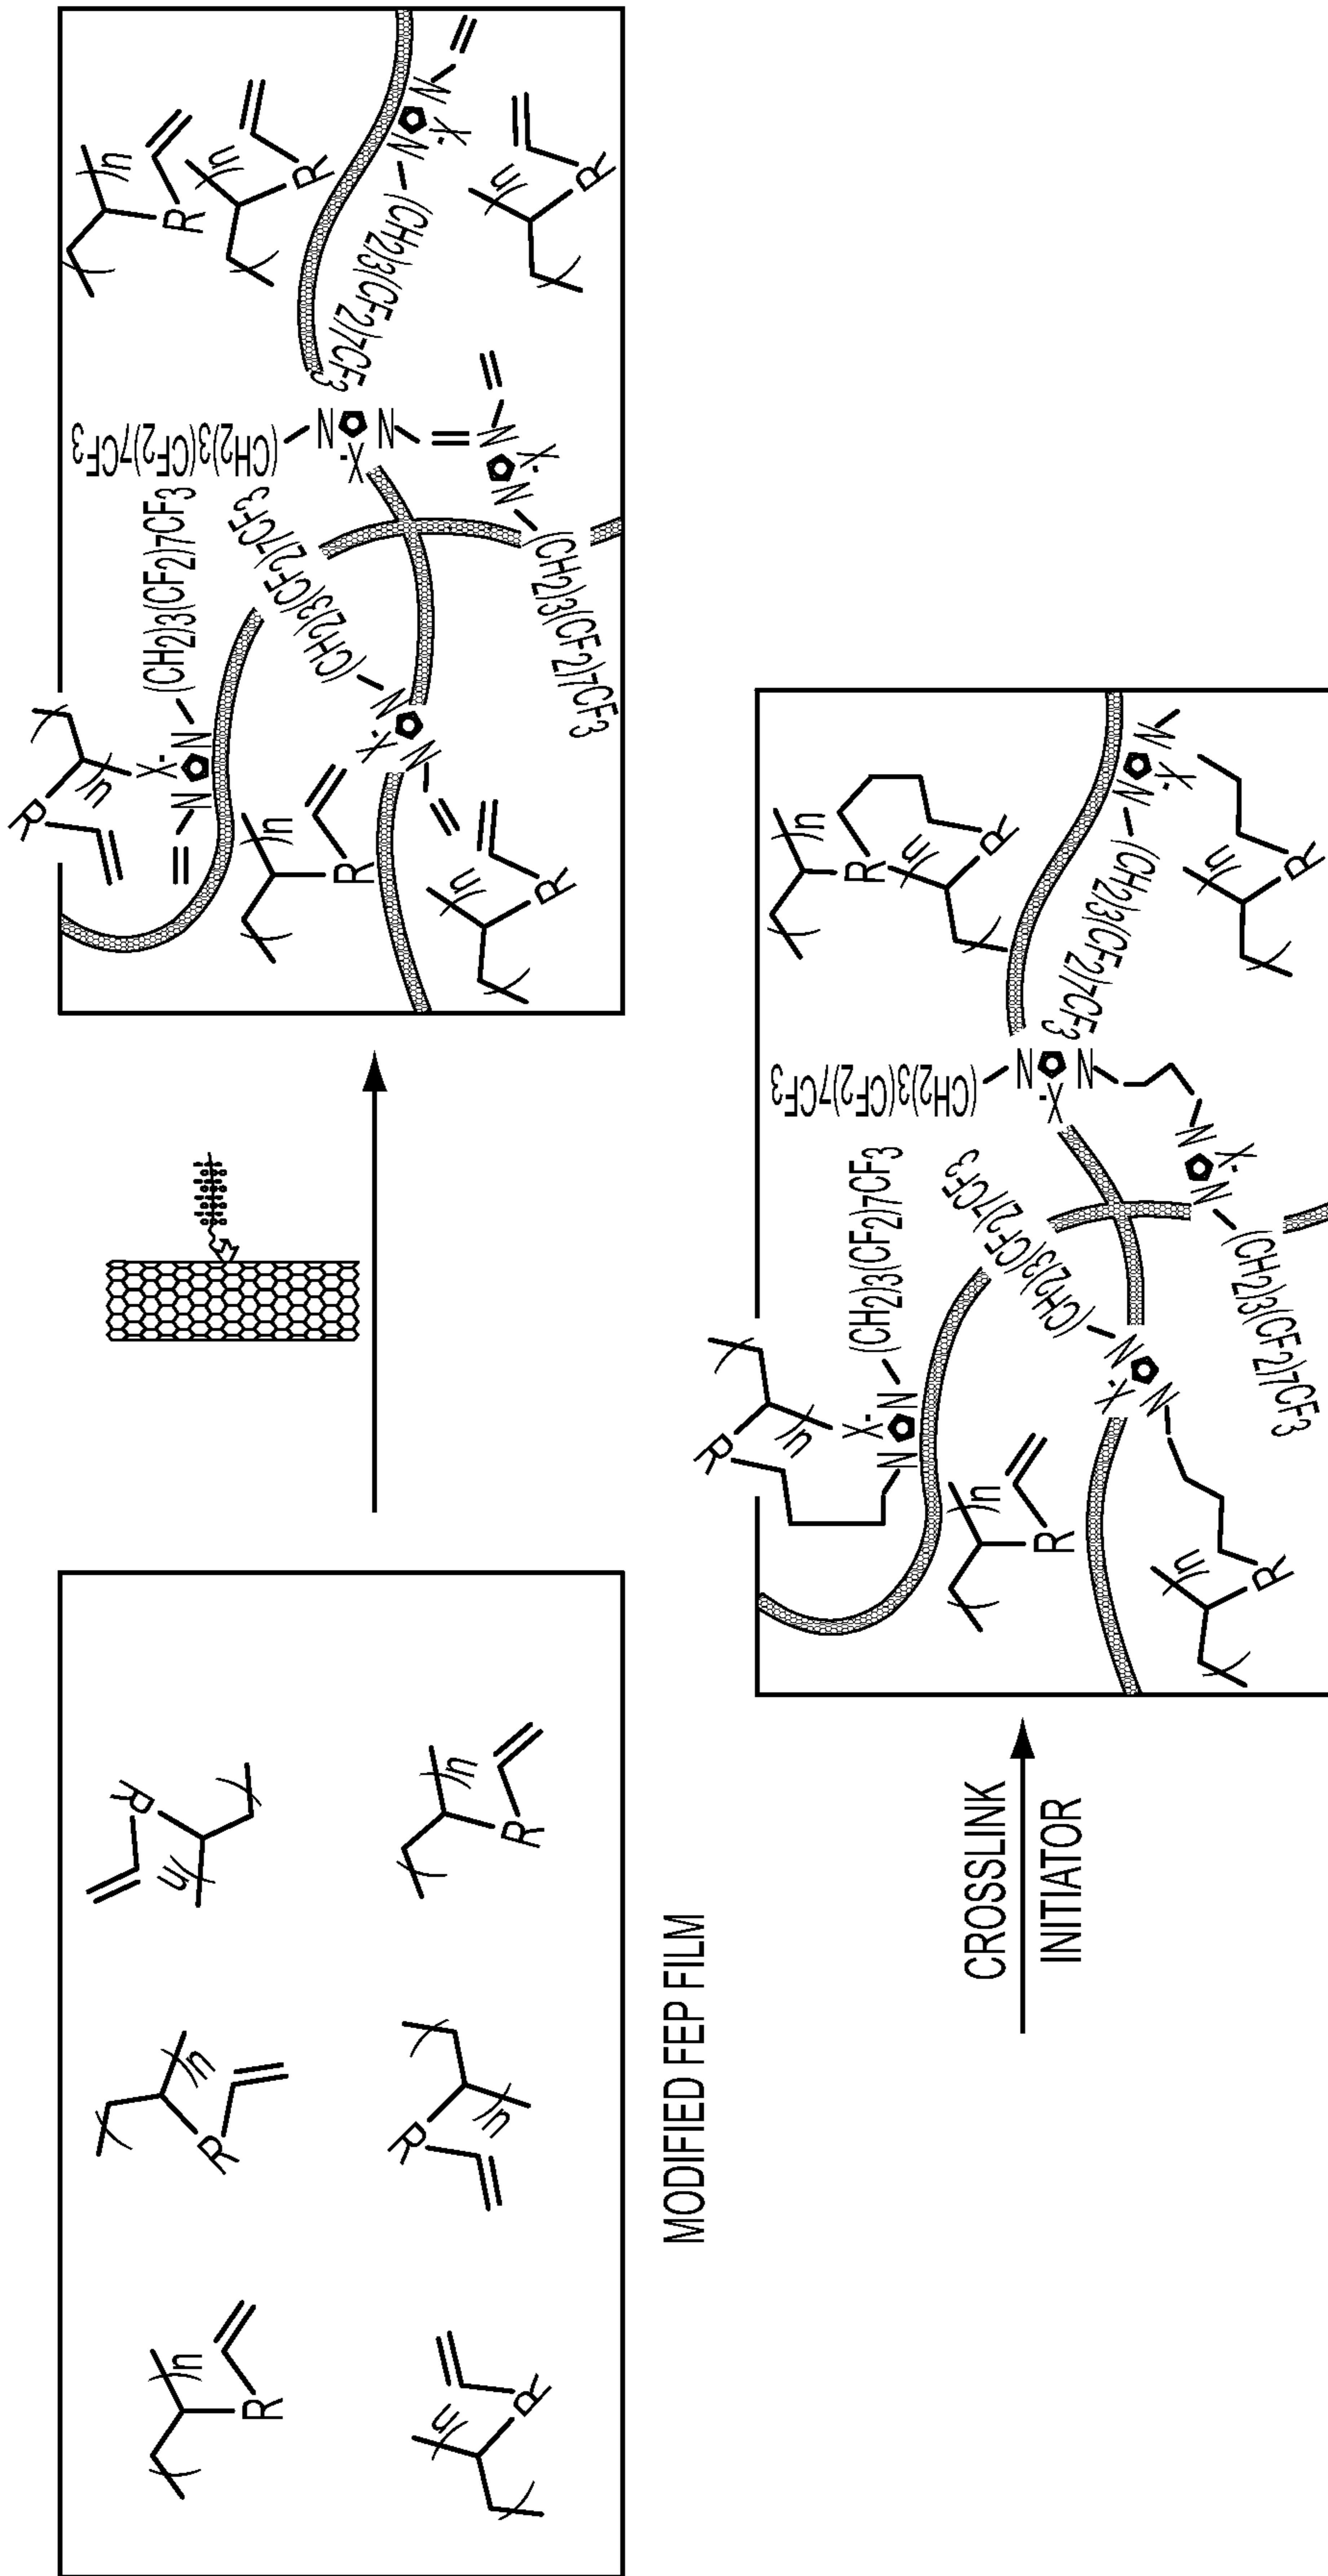 R
)n
R
)n
R
)n
R
)n
R
)n
R
)n
MODIFIED FEP FILM
R
)n
X-
N
N
(CH2)3(CF2)7CF3
R
)n
R
)n
X-
N
N
(CH2)3(CF2)7CF3
(CH2)3(CF2)7CF3
X-
N
N
N
X-
N
(CH2)3(CF2)7CF3
R
)n
R
)n
(CH2)3(CF2)7CF3
N
X-
N
R
)n
CROSSLINK
INITIATOR
R
)n
X-
N
N
(CH2)3(CF2)7CF3
R
)n
R
)n
X-
N
N
(CH2)3(CF2)7CF3
(CH2)3(CF2)7CF3
X-
N
N
N
X-
N
(CH2)3(CF2)7CF3
R
)n
R
)n
(CH2)3(CF2)7CF3
N
X-
N
R
)n